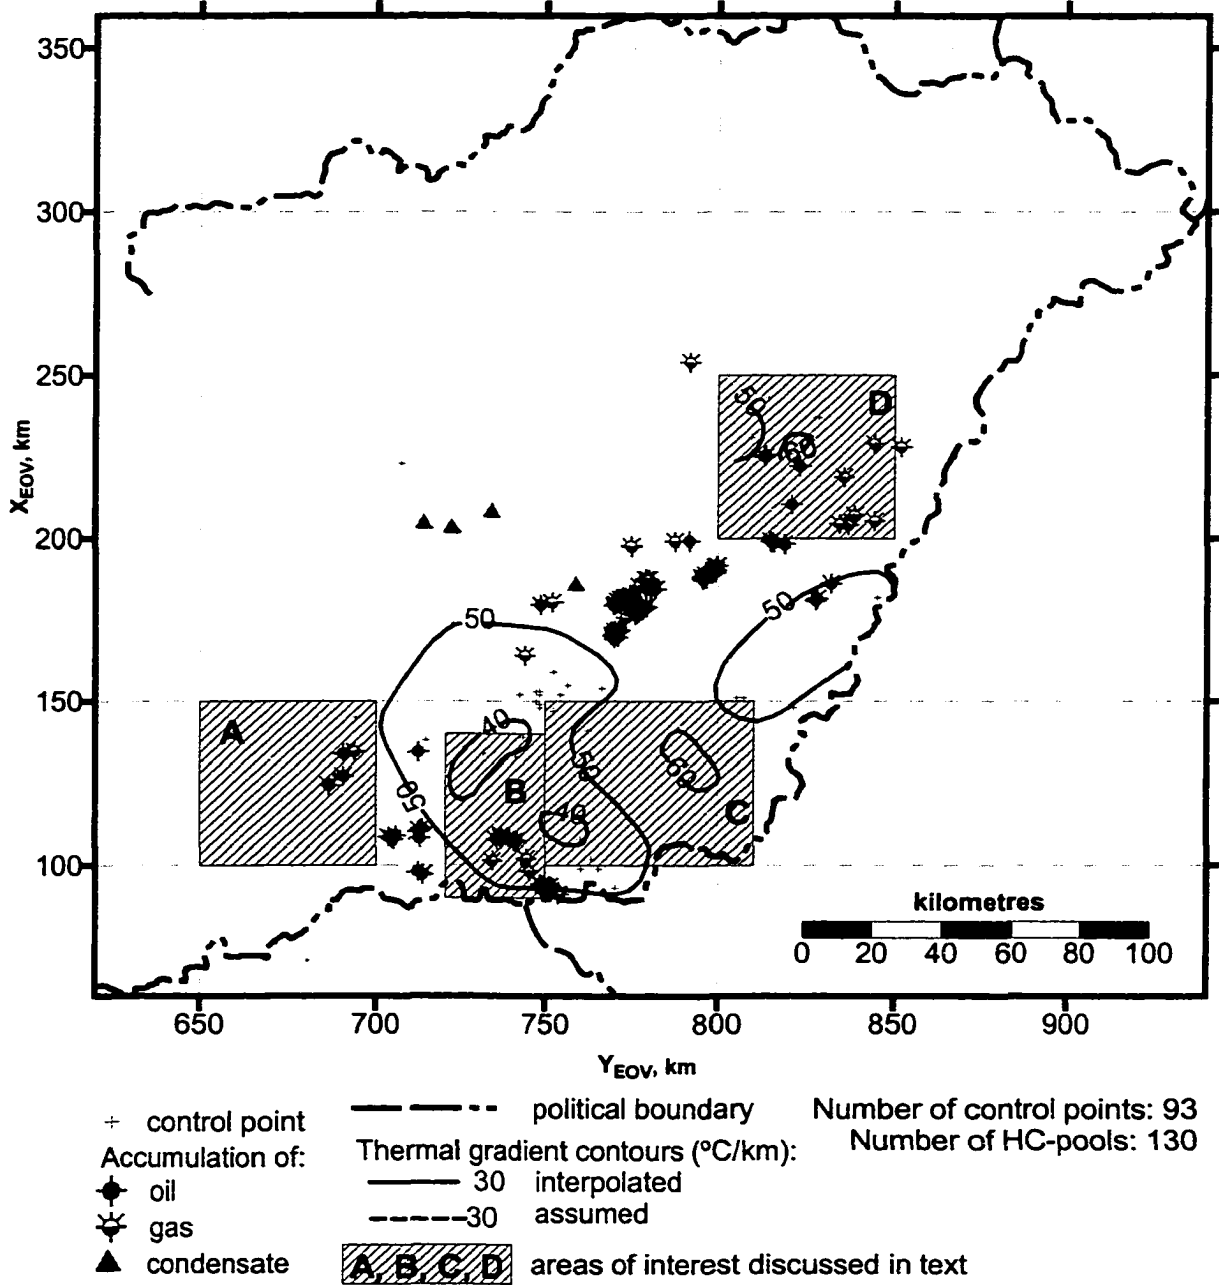 350
300
250
200
150
100
X_EOV, km
50
D
60
50
50
A
40
50
60
50
B
40
C
kilometres
0 20 40 60 80 100
650 700 750 800 850 900
Y_EOV, km
control point
political boundary
Number of control points: 93
Number of HC-pools: 130
Accumulation of:
Thermal gradient contours (ºC/km):
oil
30 interpolated
gas
30 assumed
condensate
A, B, C, D areas of interest discussed in text